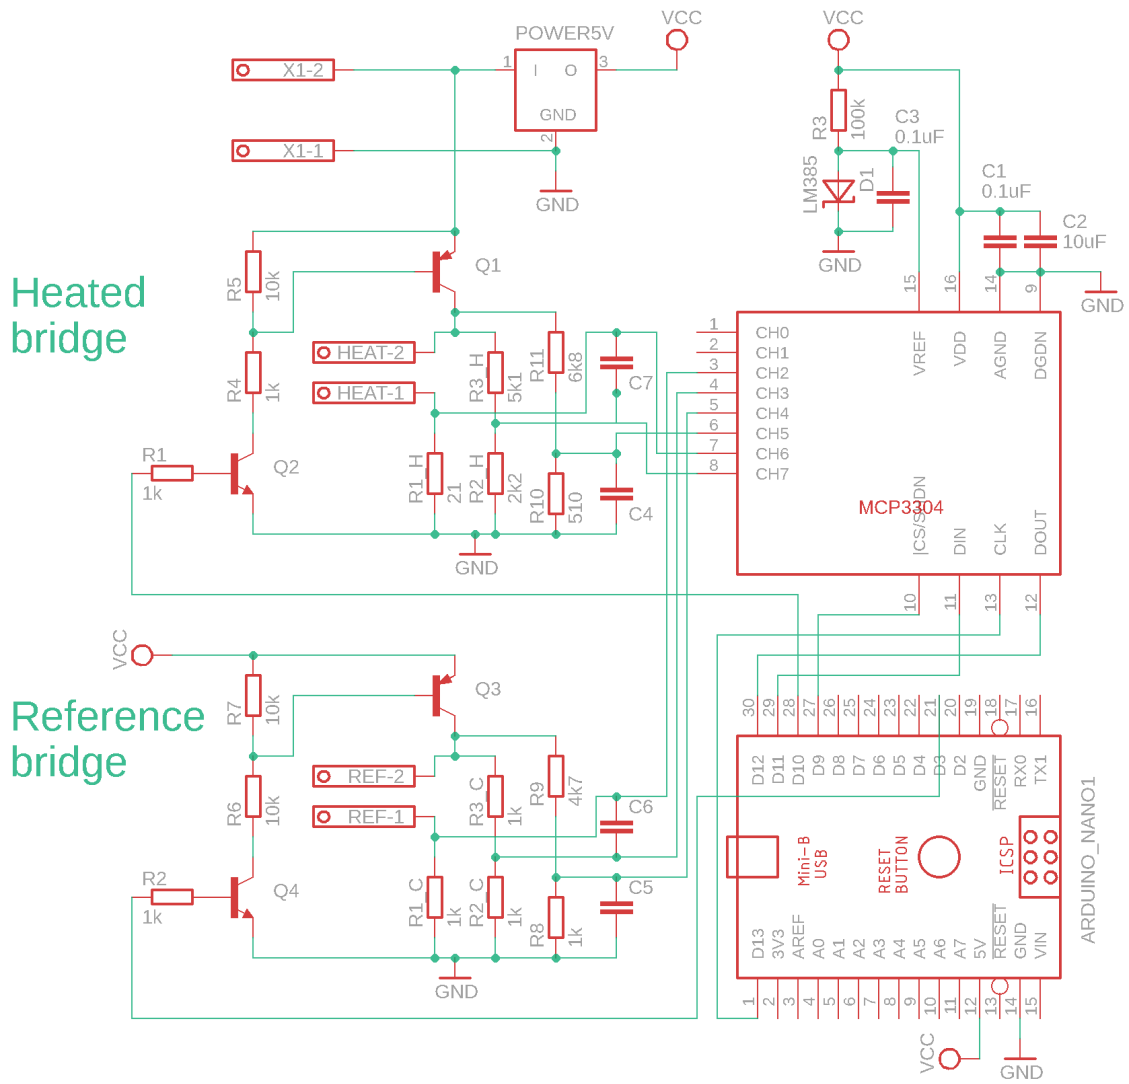 VCC
VCC
POWER5V
X1-2
1
I
O
3
GND
2
X1-1
GND
R3
100k
C3
0.1uF
LM385
D1
GND
C1
0.1uF
C2
10uF
GND
Heated
bridge
R5
10k
Q1
R4
1k
HEAT-2
HEAT-1
R3_H
5k1
R11
6k8
C7
R1
1k
Q2
R1_H
21
R2_H
2k2
R10
510
C4
GND
15
16
14
9
VREF
VDD
AGND
DGDN
1
CH0
2
CH1
3
CH2
4
CH3
5
CH4
6
CH5
7
CH6
8
CH7
MCP3304
|CS/SHDN
DIN
CLK
DOUT
10
11
13
12
VCC
Reference
bridge
R7
10k
Q3
R6
10k
REF-2
REF-1
R3_C
1k
R9
4k7
C6
R2
1k
Q4
R1_C
1k
R2_C
1k
R8
1k
C5
GND
30
29
28
27
26
25
24
23
22
21
20
19
18
17
16
D12
D11
D10
D9
D8
D7
D6
D5
D4
D3
D2
GND
RESET
RX0
TX1
Mini-B
USB
RESET
BUTTON
ICSP
ARDUINO_NANO1
D13
3V3
AREF
A0
A1
A2
A3
A4
A5
A6
A7
5V
RESET
GND
VIN
1
2
3
4
5
6
7
8
9
10
11
12
13
14
15
VCC
GND